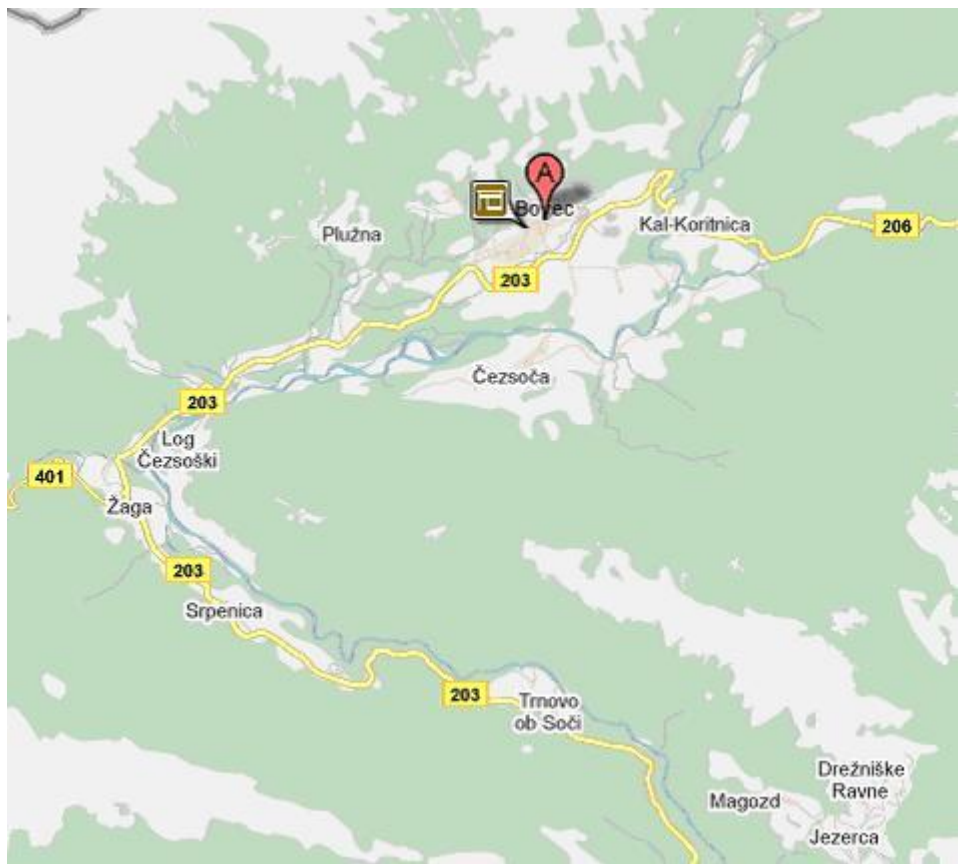 A
Bovec
Plužna
Kal-Koritnica
206
203
Čezsoča
203
Log
Čezsoški
401
Žaga
203
Srpenica
203
Trnovo
ob Soči
Drežniške
Ravne
Magozd
Jezerca